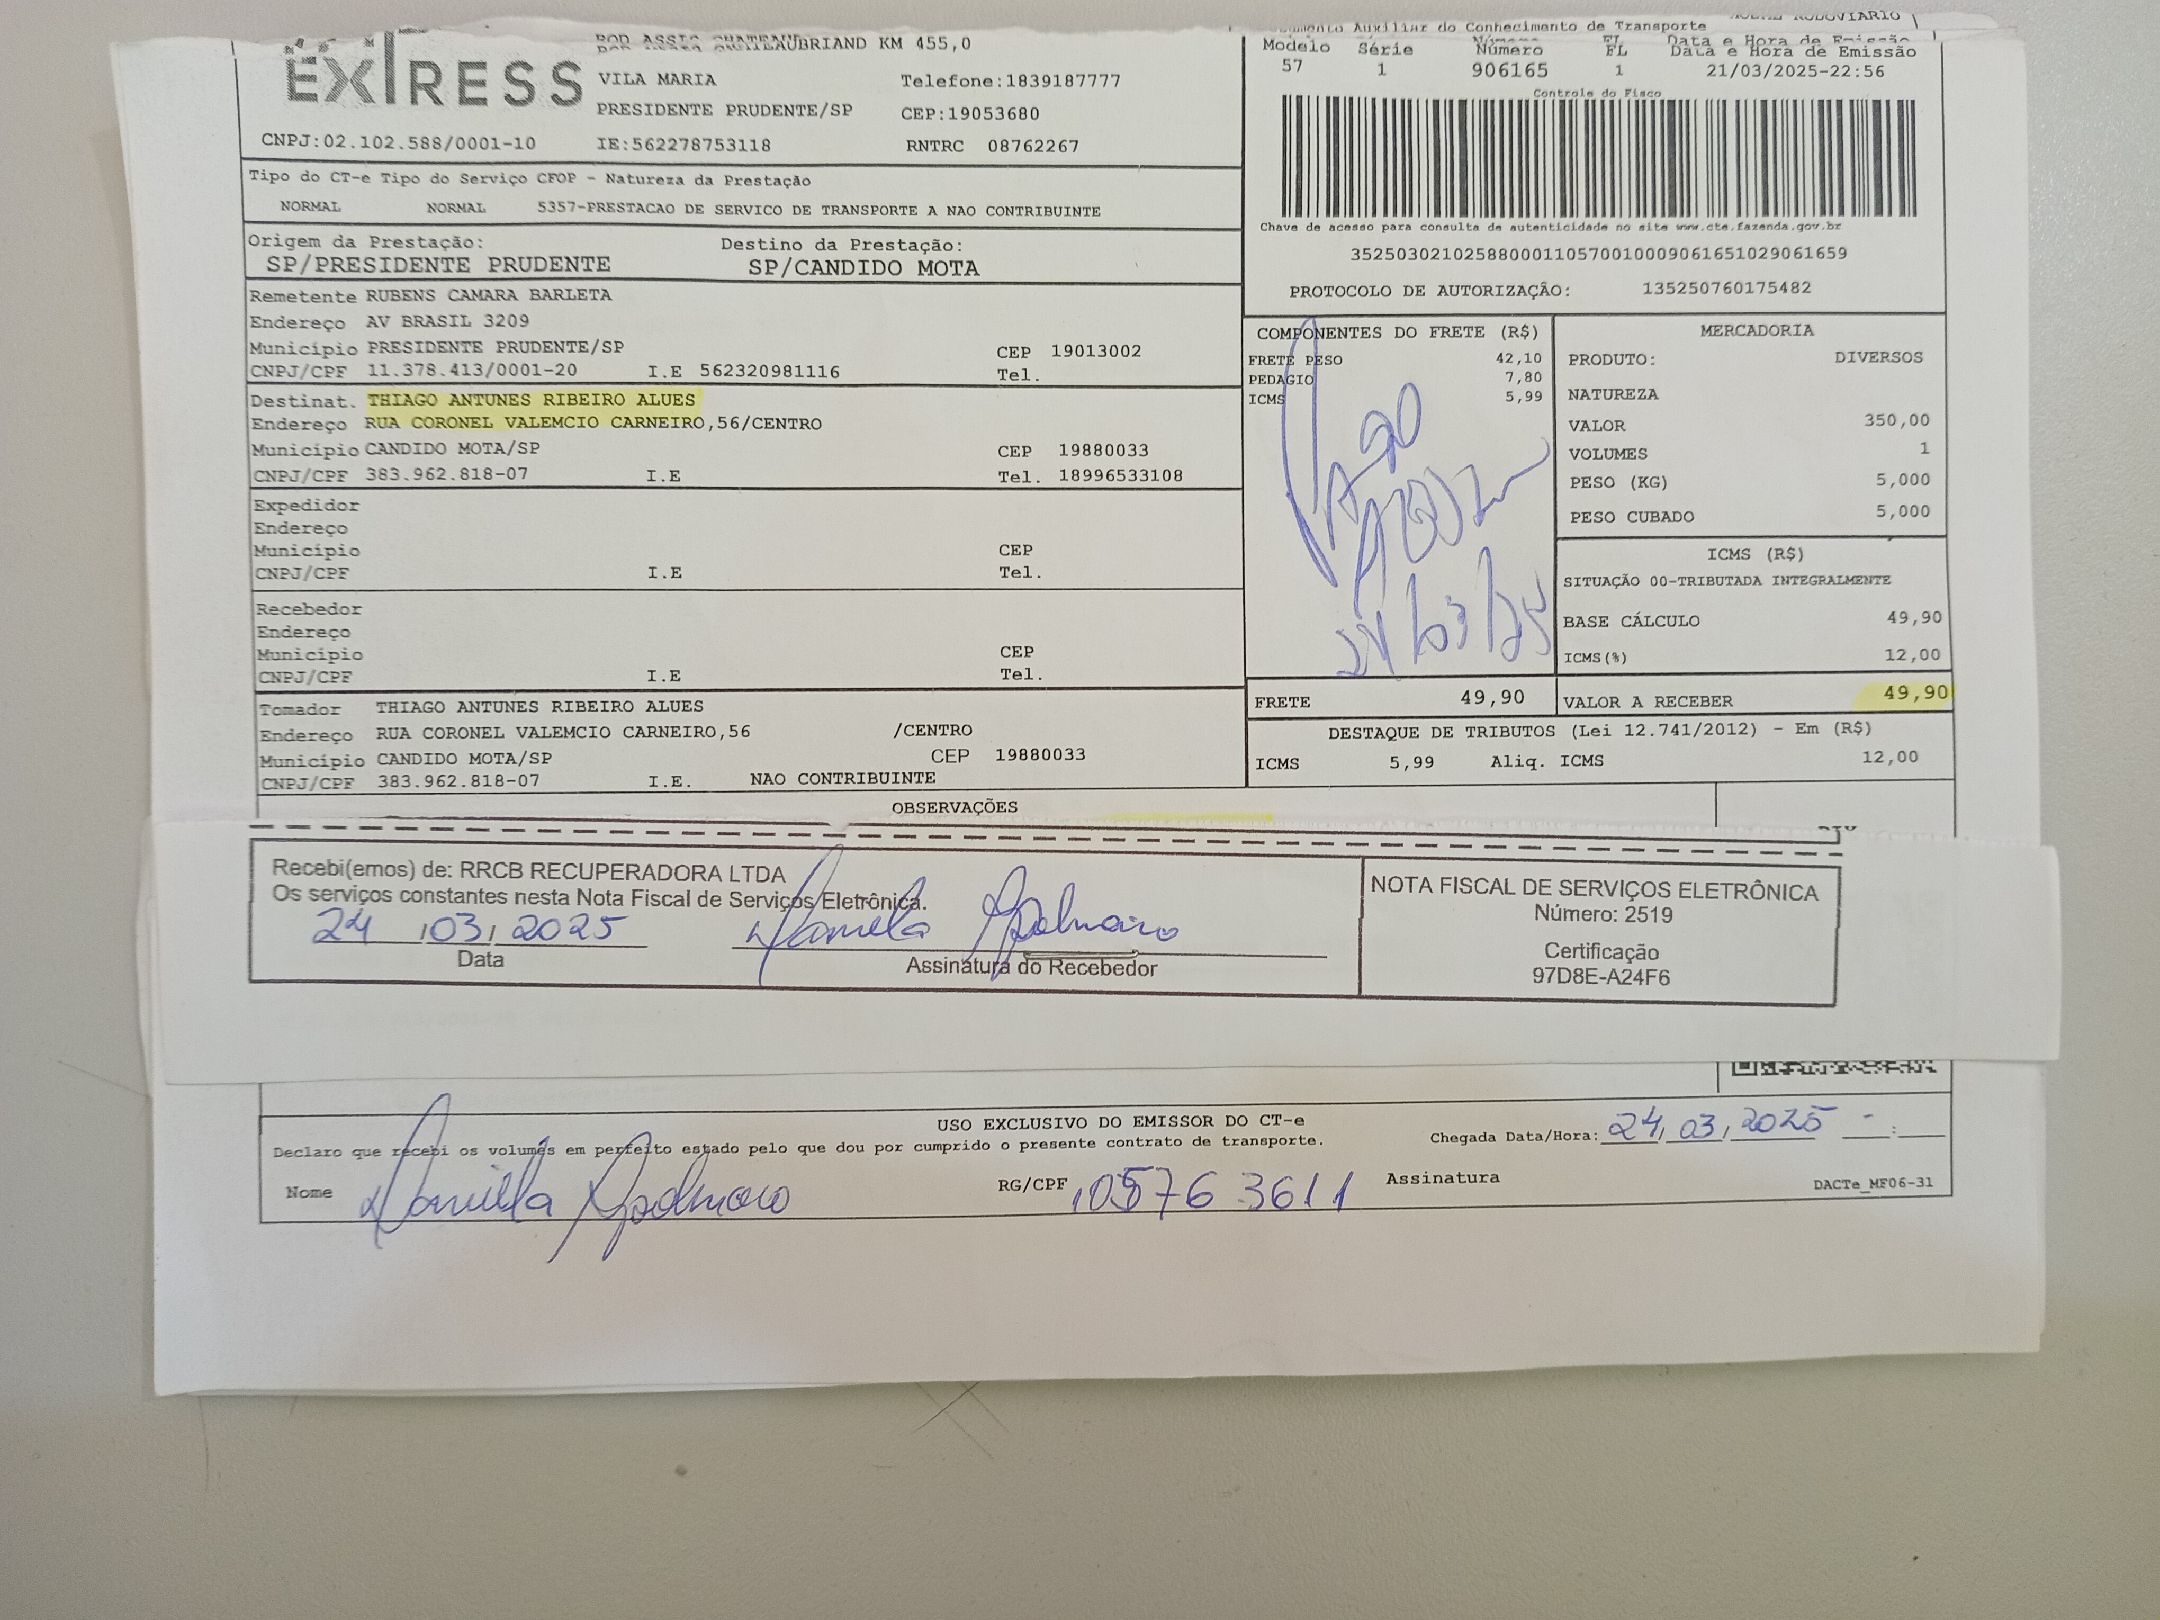 EXPRESS
CHATEAUBRIAND KM 455,0
VILA MARIA Telefone:1839187777
PRESIDENTE PRUDENTE/SP CEP:19053680
CNPJ:02.102.588/0001-10 IE:562278753118 RNTRC 08762267
Auxiliar do Conhecimento de Transporte
Modelo Série Número FL Data e Hora de Emissão
57 1 906165 1 21/03/2025-22:56
Controle do Fisco
Chave de acesso para consulta de autenticidade no site www.cte.fazenda.gov.br
35250302102588000110570010009061651029061659
PROTOCOLO DE AUTORIZAÇÃO: 135250760175482
Tipo do CT-e Tipo do Serviço CFOP - Natureza da Prestação
NORMAL NORMAL 5357-PRESTACAO DE SERVICO DE TRANSPORTE A NAO CONTRIBUINTE
Origem da Prestação: Destino da Prestação:
SP/PRESIDENTE PRUDENTE SP/CANDIDO MOTA
Remetente RUBENS CAMARA BARLETA
Endereço AV BRASIL 3209
Município PRESIDENTE PRUDENTE/SP CEP 19013002
CNPJ/CPF 11.378.413/0001-20 I.E 562320981116 Tel.
Destinat. THIAGO ANTUNES RIBEIRO ALUES
Endereço RUA CORONEL VALEMCIO CARNEIRO,56/CENTRO
Município CANDIDO MOTA/SP CEP 19880033
CNPJ/CPF 383.962.818-07 I.E Tel. 18996533108
Expedidor
Endereço
Município CEP
CNPJ/CPF I.E Tel.
Recebedor
Endereço
Município CEP
CNPJ/CPF I.E Tel.
Tomador THIAGO ANTUNES RIBEIRO ALUES
Endereço RUA CORONEL VALEMCIO CARNEIRO,56 /CENTRO
Município CANDIDO MOTA/SP CEP 19880033
CNPJ/CPF 383.962.818-07 I.E. NAO CONTRIBUINTE
COMPONENTES DO FRETE (R$)
FRETE PESO 42,10
PEDAGIO 7,80
ICMS 5,99
24/03/25
MERCADORIA
PRODUTO: DIVERSOS
NATUREZA
VALOR 350,00
VOLUMES 1
PESO (KG) 5,000
PESO CUBADO 5,000
ICMS (R$)
SITUAÇÃO 00-TRIBUTADA INTEGRALMENTE
BASE CÁLCULO 49,90
ICMS(%) 12,00
FRETE 49,90 VALOR A RECEBER 49,90
DESTAQUE DE TRIBUTOS (Lei 12.741/2012) - Em (R$)
ICMS 5,99 Aliq. ICMS 12,00
OBSERVAÇÕES
Recebi(emos) de: RRCB RECUPERADORA LTDA
Os serviços constantes nesta Nota Fiscal de Serviços Eletrônica.
24/03/2025
Data Assinatura do Recebedor
NOTA FISCAL DE SERVIÇOS ELETRÔNICA
Número: 2519
Certificação
97D8E-A24F6
USO EXCLUSIVO DO EMISSOR DO CT-e
Declaro que recebi os volumes em perfeito estado pelo que dou por cumprido o presente contrato de transporte.
Chegada Data/Hora: 24/03/2025
Nome RG/CPF Assinatura
DACTe_MF06-31